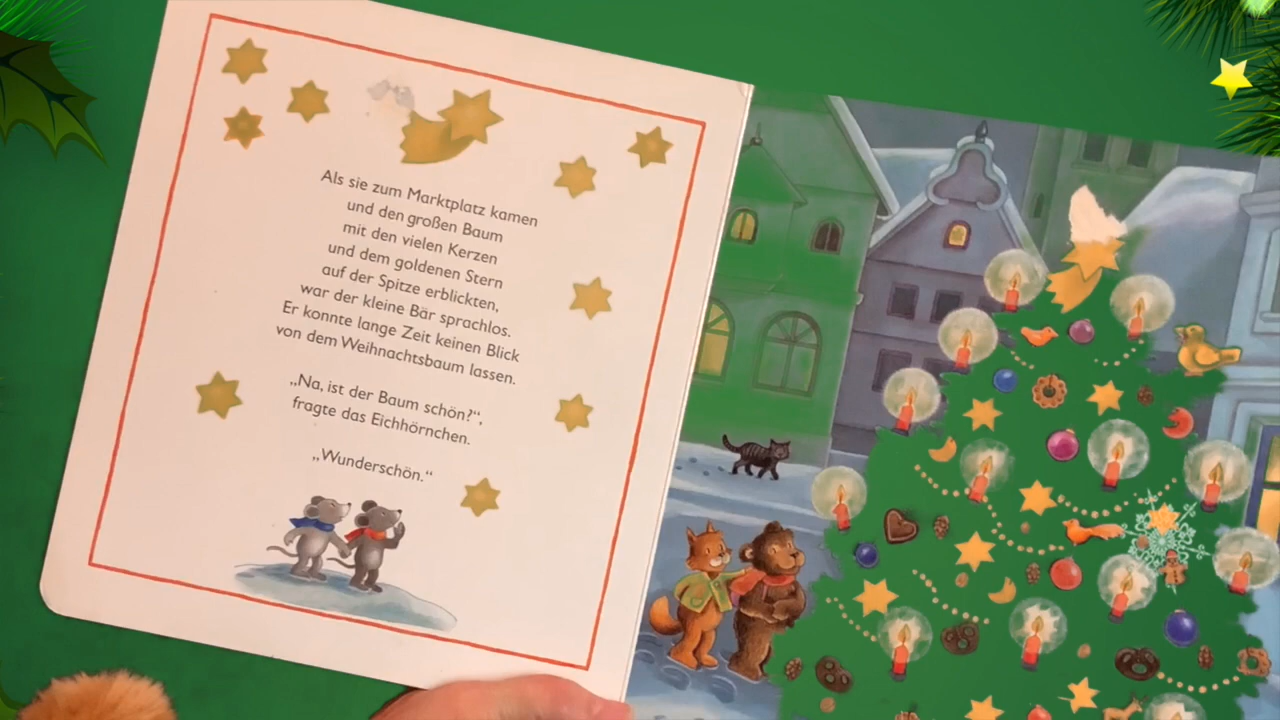 Als sie zum Marktplatz kamen
und den großen Baum
mit den vielen Kerzen
und dem goldenen Stern
auf der Spitze erblickten,
war der kleine Bär sprachlos.
Er konnte lange Zeit keinen Blick
von dem Weihnachtsbaum lassen.
„Na, ist der Baum schön?“,
fragte das Eichhörnchen.
„Wunderschön.“